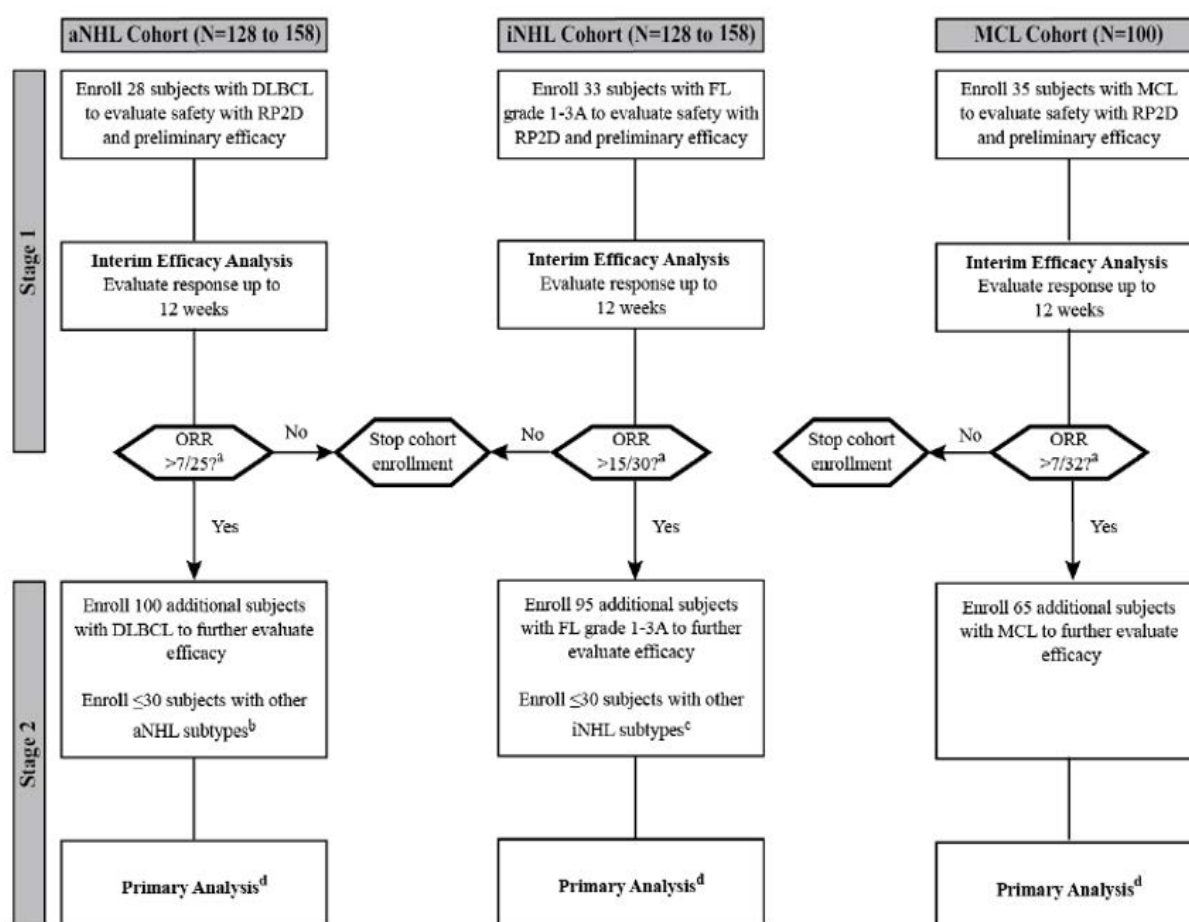 aNHL Cohort (N=128 to 158)
iNHL Cohort (N=128 to 158)
MCL Cohort (N=100)
Stage 1
Enroll 28 subjects with DLBCL
to evaluate safety with RP2D
and preliminary efficacy
Enroll 33 subjects with FL
grade 1-3A to evaluate safety with
RP2D and preliminary efficacy
Enroll 35 subjects with MCL
to evaluate safety with RP2D
and preliminary efficacy
Interim Efficacy Analysis
Evaluate response up to
12 weeks
Interim Efficacy Analysis
Evaluate response up to
12 weeks
Interim Efficacy Analysis
Evaluate response up to
12 weeks
ORR
>7/25?a
No
Stop cohort
enrollment
No
ORR
>15/30?a
Stop cohort
enrollment
No
ORR
>7/32?a
Yes
Yes
Yes
Stage 2
Enroll 100 additional subjects
with DLBCL to further evaluate
efficacy
Enroll ≤30 subjects with other
aNHL subtypesb
Enroll 95 additional subjects
with FL grade 1-3A to further
evaluate efficacy
Enroll ≤30 subjects with other
iNHL subtypesc
Enroll 65 additional subjects
with MCL to further evaluate
efficacy
Primary Analysisd
Primary Analysisd
Primary Analysisd